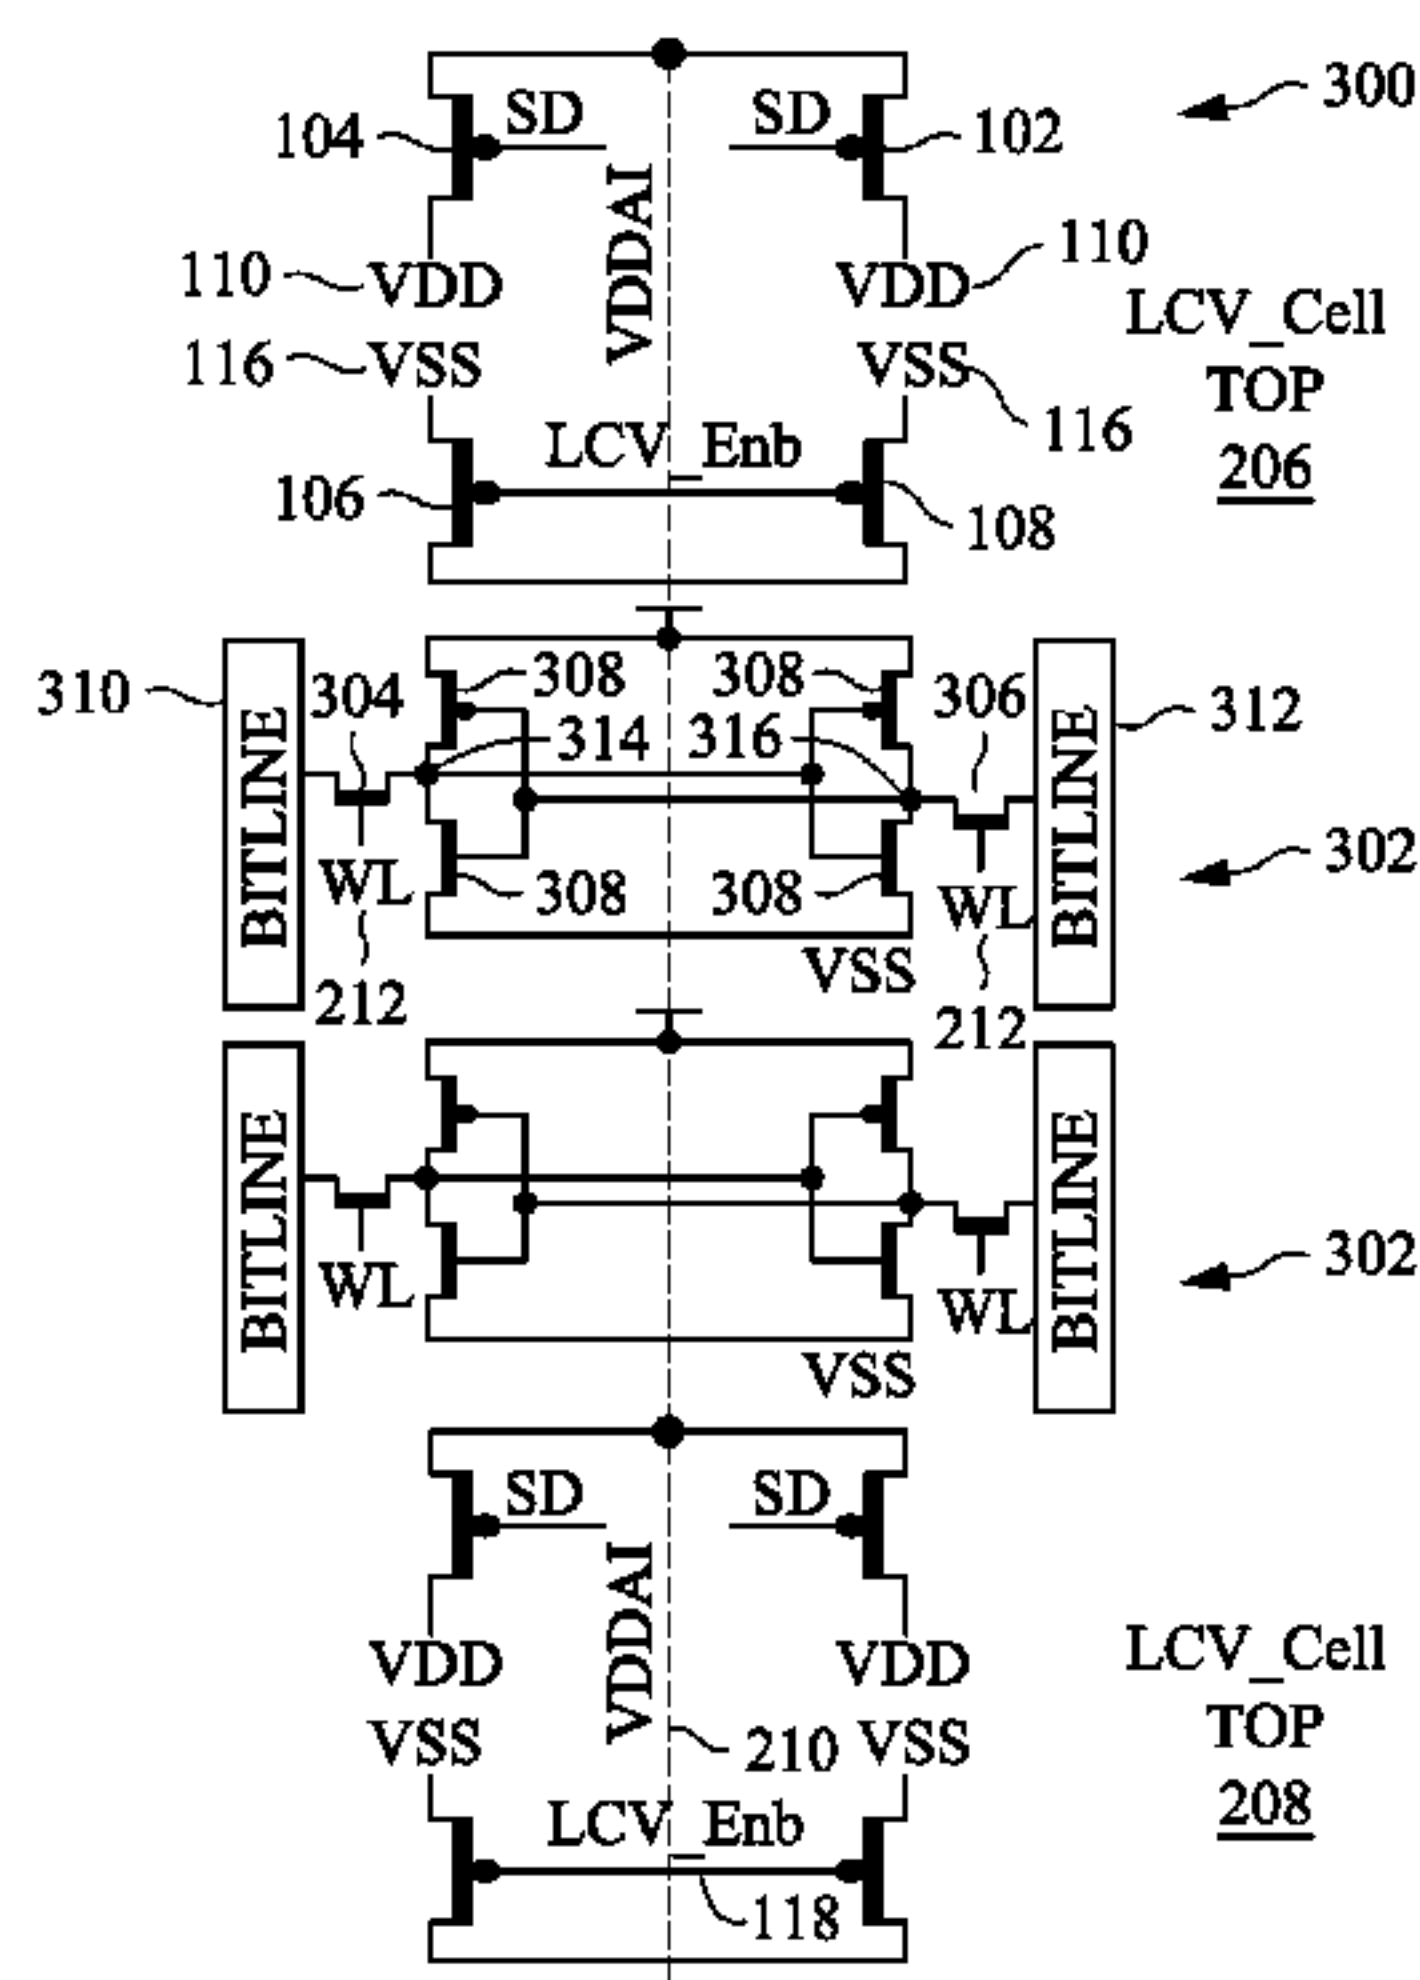 300
104
SD
SD
102
VDDAI
110
VDD
VDD
110
116
VSS
VSS
116
LCV_Cell
TOP
206
LCV_Enb
106
108
310
BITLINE
304
308
308
306
BITLINE
312
314
316
WL
308
308
WL
302
212
VSS
212
BITLINE
WL
WL
BITLINE
302
VSS
SD
SD
VDDAI
VDD
VDD
VSS
210
VSS
LCV_Cell
TOP
208
LCV_Enb
118